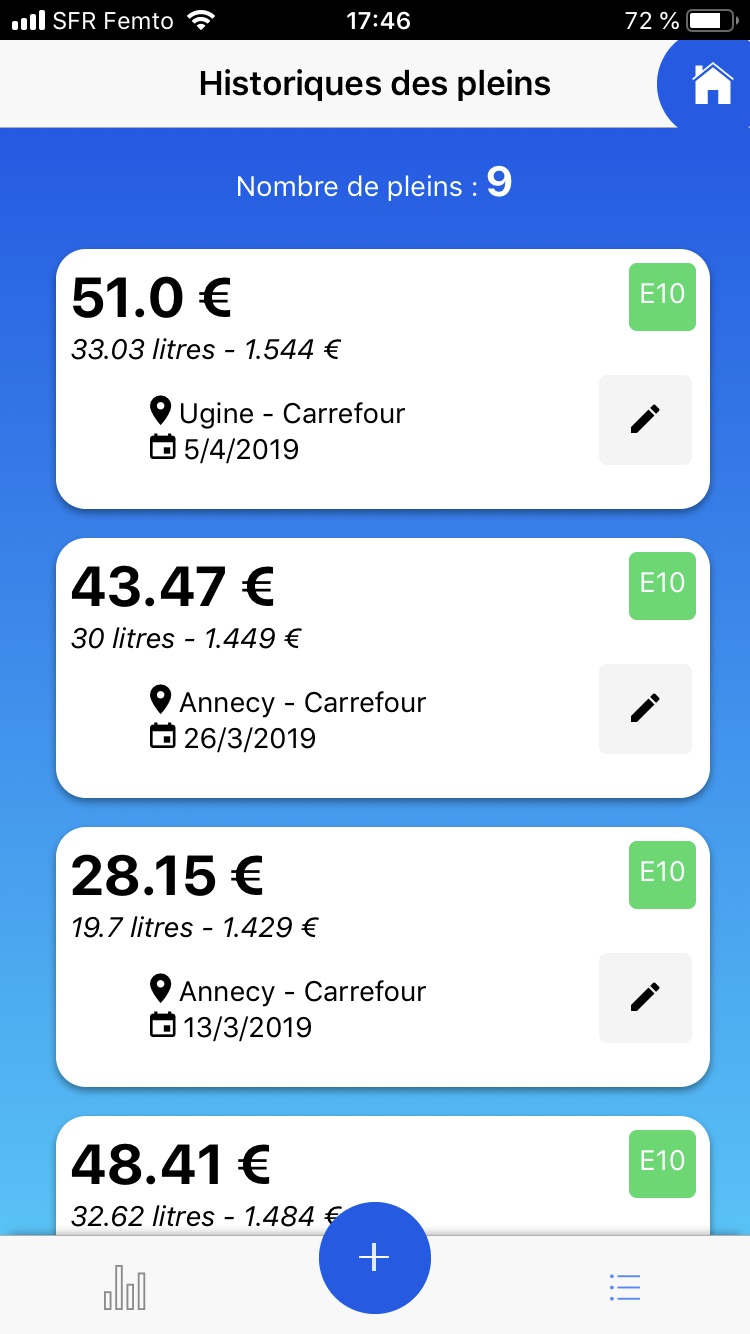 SFR Femto 17:46 72 %
Historiques des pleins
Nombre de pleins : 9
51.0 € E10
33.03 litres - 1.544 €
Ugine - Carrefour
5/4/2019
43.47 € E10
30 litres - 1.449 €
Annecy - Carrefour
26/3/2019
28.15 € E10
19.7 litres - 1.429 €
Annecy - Carrefour
13/3/2019
48.41 € E10
32.62 litres - 1.484 €
+